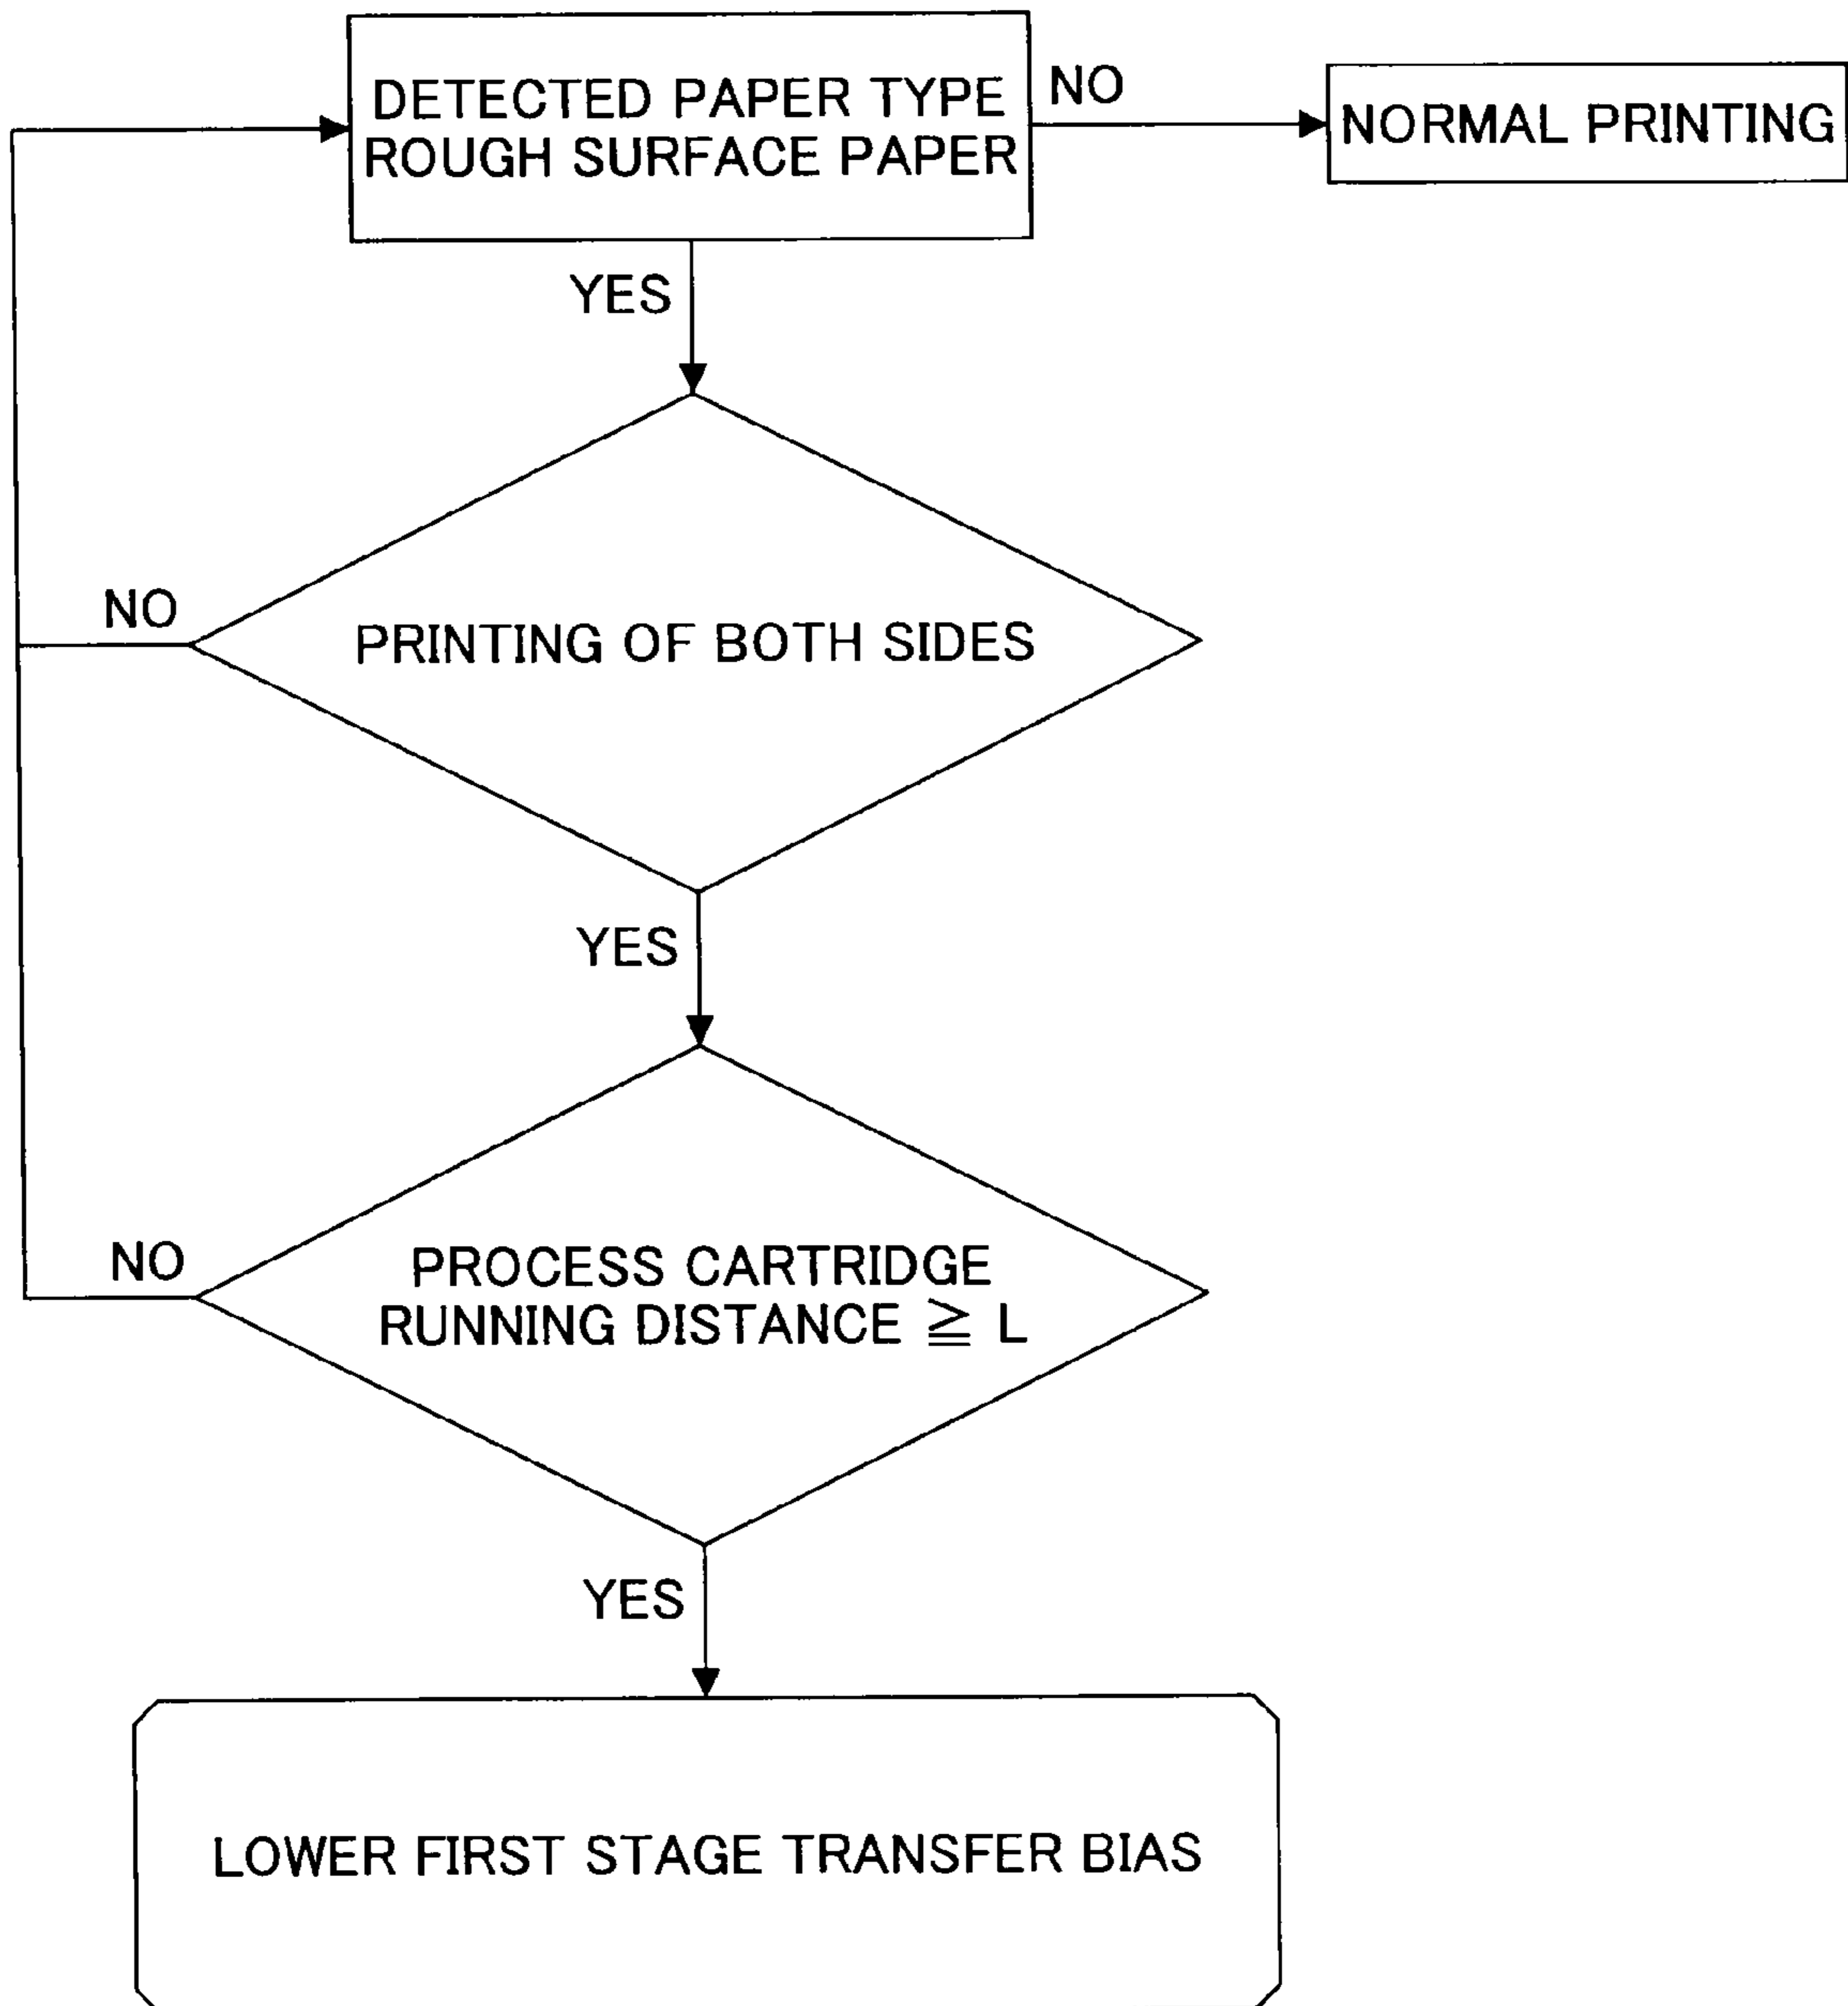 DETECTED PAPER TYPE
ROUGH SURFACE PAPER
NO
NORMAL PRINTING
YES
NO
PRINTING OF BOTH SIDES
YES
NO
PROCESS CARTRIDGE
RUNNING DISTANCE ≧ L
YES
LOWER FIRST STAGE TRANSFER BIAS